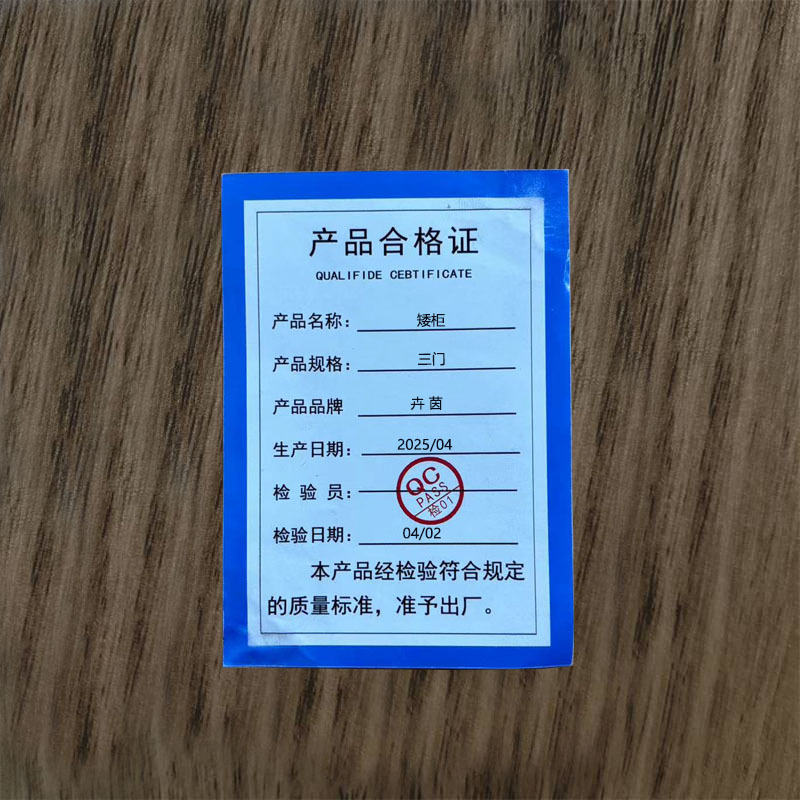 产品合格证
QUALIFIDE CEBTIFICATE
产品名称：矮柜
产品规格：三门
产品品牌 卉茵
生产日期：2025/04
检验员：
QC
PASS
检01
检验日期：04/02
本产品经检验符合规定
的质量标准，准予出厂。